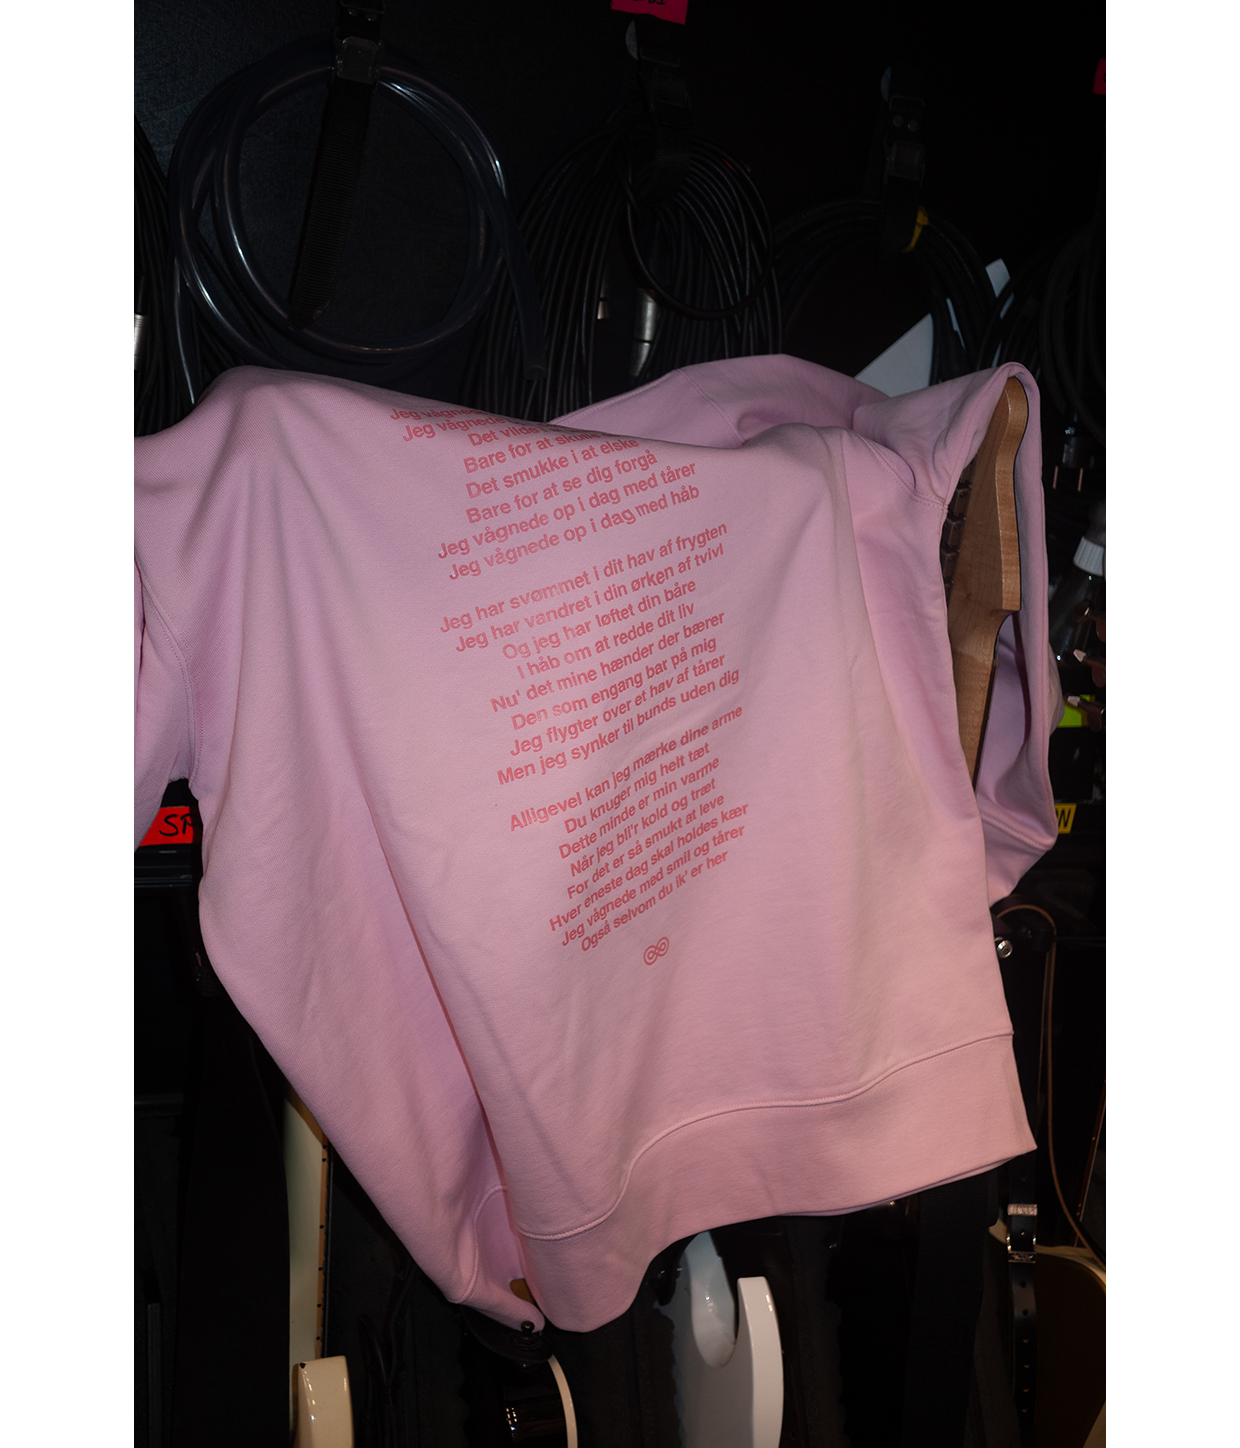 Jeg vågnede
Jeg vågnede
Det vilde
Bare for at
Det smukke i at elske
Bare for at se dig forgå
Jeg vågnede op i dag med tårer
Jeg vågnede op i dag med håb
Jeg har svømmet i dit hav af frygten
Jeg har vandret i din ørken af tvivl
Og jeg har løftet din båre
I håb om at redde dit liv
Nu' det mine hænder der bærer
Den som engang bar på mig
Jeg flygter over et hav af tårer
Men jeg synker til bunds uden dig
Alligevel kan jeg mærke dine arme
Du knuger mig helt tæt
Dette minde er min varme
Når jeg bli'r kold og træt
For det er så smukt at leve
Hver eneste dag skal holdes kær
Jeg vågnede med smil og tårer
Også selvom du ik' er her